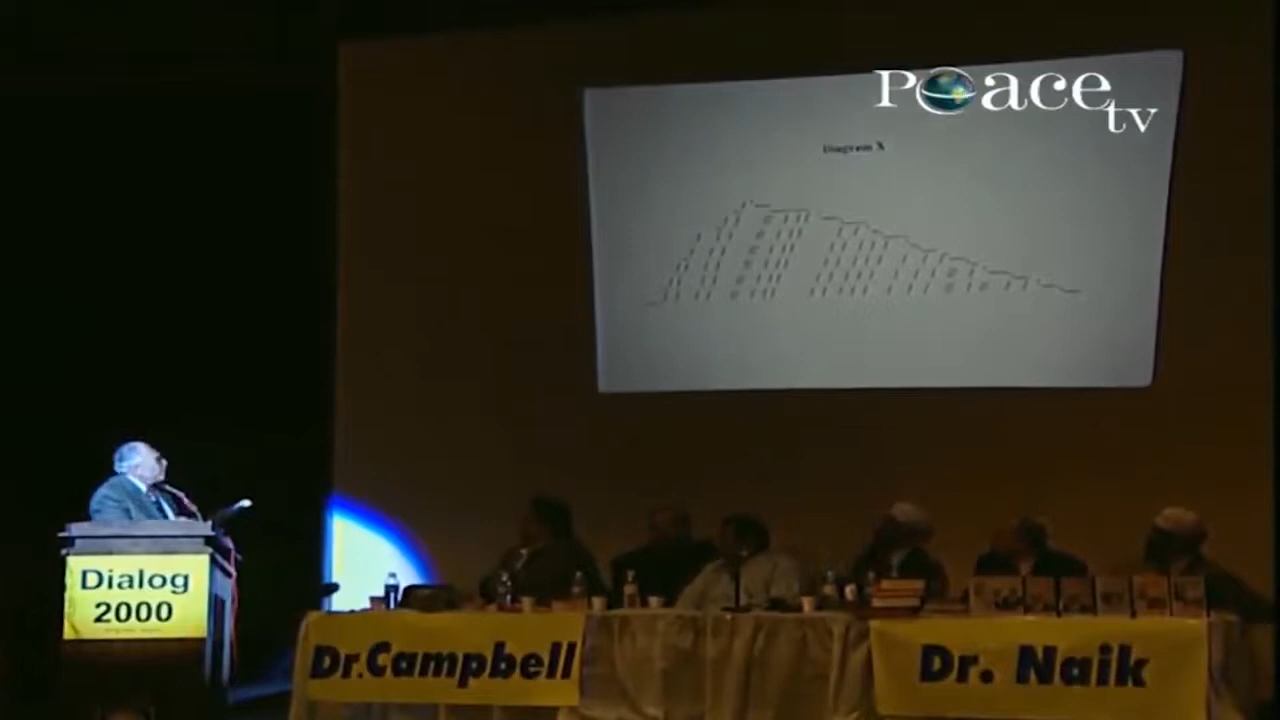 Peace
tv
Diagram X
Dialog
2000
Dr.Campbell
Dr. Naik